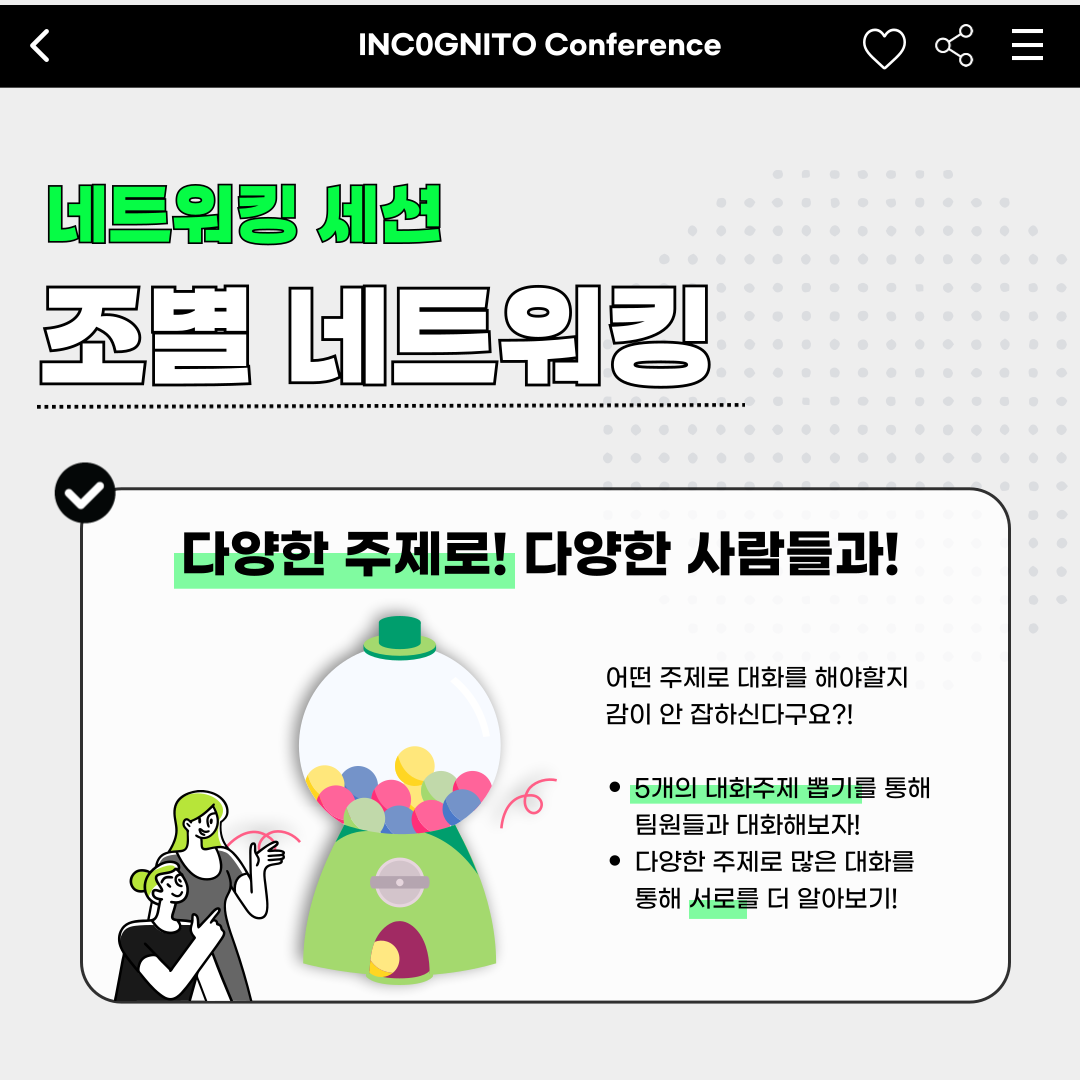 INC0GNITO Conference
네트워킹 세션
조별 네트워킹
다양한 주제로! 다양한 사람들과!
어떤 주제로 대화를 해야할지
감이 안 잡하신다구요?!
5개의 대화주제 뽑기를 통해
팀원들과 대화해보자!
다양한 주제로 많은 대화를
통해 서로를 더 알아보기!